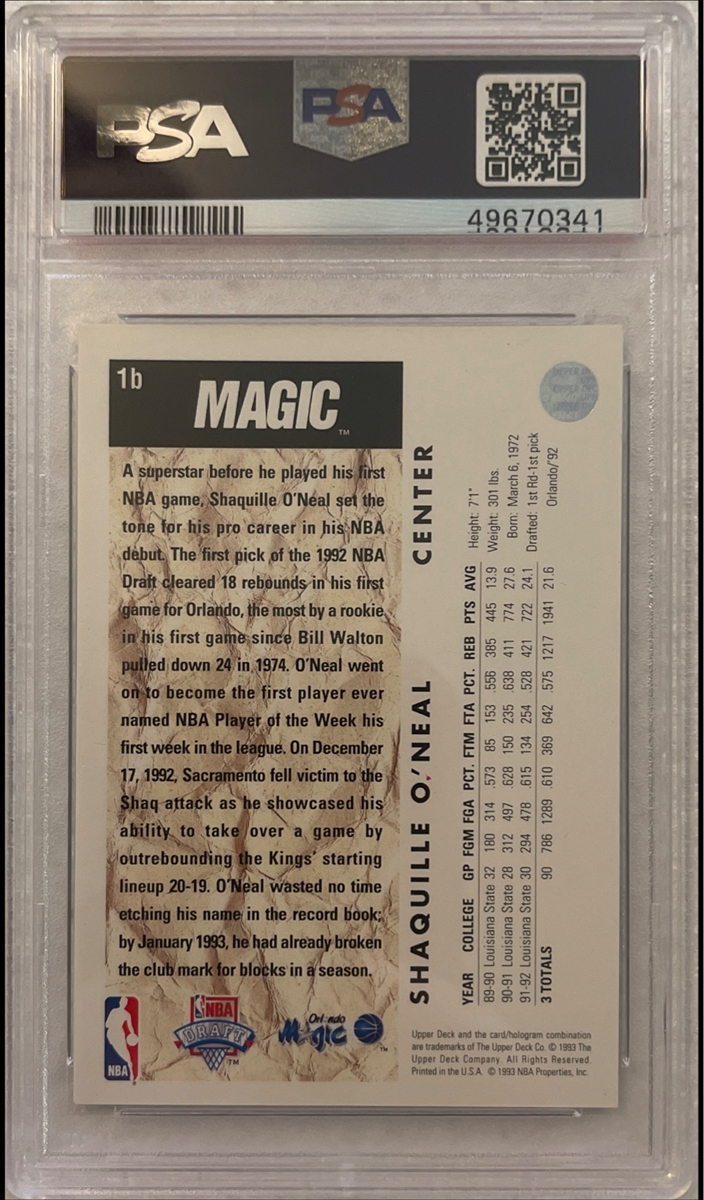 PSA
PSA
49670341
1b
MAGIC™
A superstar before he played his first
NBA game, Shaquille O'Neal set the
tone for his pro career in his NBA
debut. The first pick of the 1992 NBA
Draft cleared 18 rebounds in his first
game for Orlando, the most by a rookie
in his first game since Bill Walton
pulled down 24 in 1974. O'Neal went
on to become the first player ever
named NBA Player of the Week his
first week in the league. On December
17, 1992, Sacramento fell victim to the
Shaq attack as he showcased his
ability to take over a game by
outrebounding the Kings' starting
lineup 20-19. O'Neal wasted no time
etching his name in the record book;
by January 1993, he had already broken
the club mark for blocks in a season.
NBA
NBA
DRAFT™
Orlando
Magic™
SHAQUILLE O'NEAL CENTER
Height: 7'1"
Weight: 301 lbs.
Born: March 6, 1972
Drafted: 1st Rd-1st pick
Orlando/'92
YEAR COLLEGE GP FGM FGA PCT. FTM FTA PCT. REB PTS AVG
89-90 Louisiana State 32 180 314 .573 85 153 .556 385 445 13.9
90-91 Louisiana State 28 312 497 .628 150 235 .638 411 774 27.6
91-92 Louisiana State 30 294 478 .615 134 254 .528 421 722 24.1
3 TOTALS 90 786 1289 .610 369 642 .575 1217 1941 21.6
Upper Deck and the card/hologram combination
are trademarks of The Upper Deck Co. © 1993 The
Upper Deck Company. All Rights Reserved.
Printed in the U.S.A. © 1993 NBA Properties, Inc.